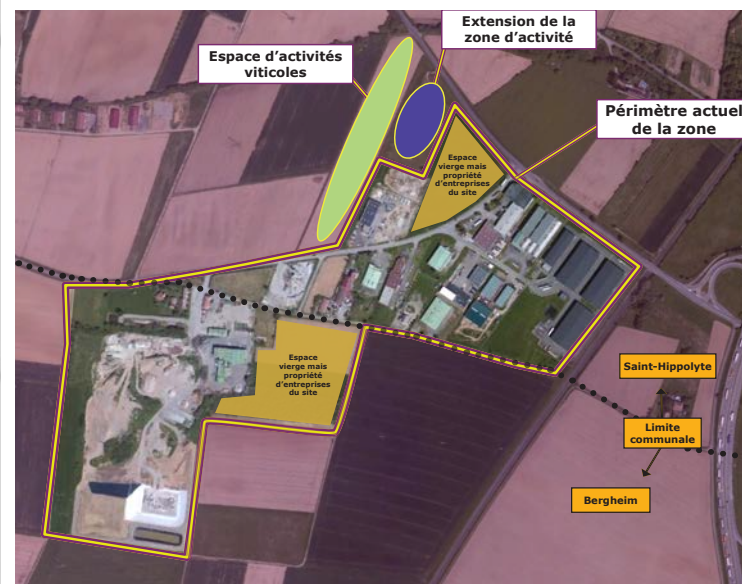 Extension de la
zone d'activité
Espace d'activités
viticoles
Périmètre actuel
de la zone
Espace
vierge mais
propriété
d'entreprises
du site
Espace
vierge mais
propriété
d'entreprises
du site
Saint-Hippolyte
Limite
communale
Bergheim